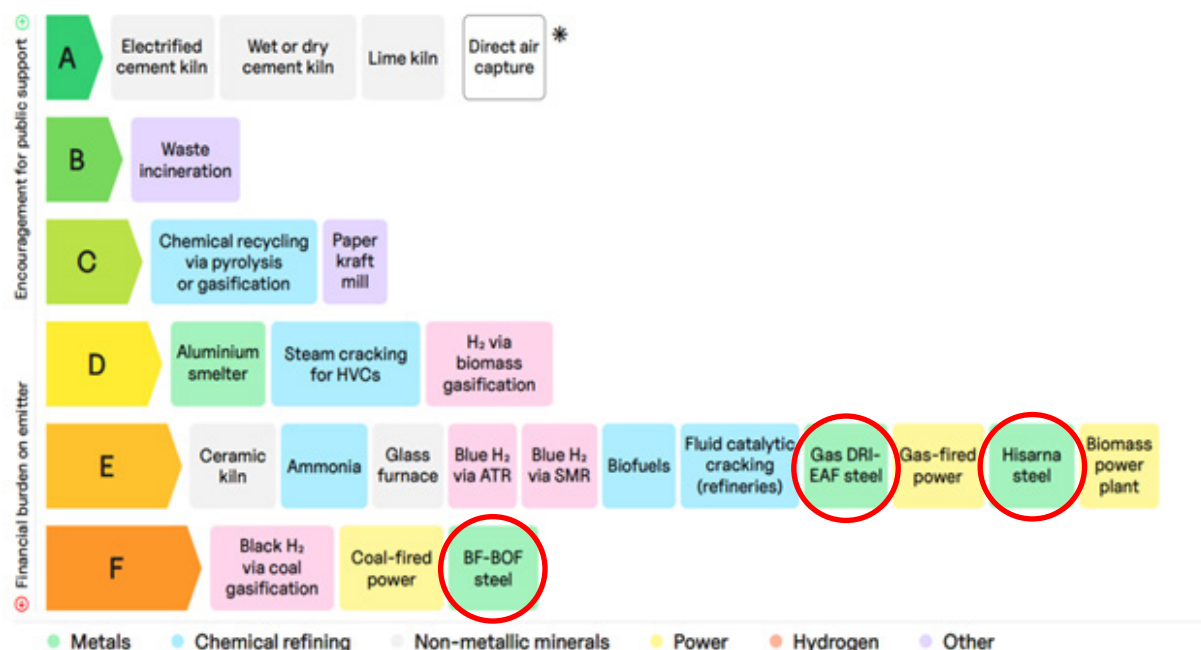 Encouragement for public support
Financial burden on emitter
A
Electrified
cement kiln
Wet or dry
cement kiln
Lime kiln
Direct air
capture
*
B
Waste
incineration
C
Chemical recycling
via pyrolysis
or gasification
Paper
kraft
mill
D
Aluminium
smelter
Steam cracking
for HVCs
H₂ via
biomass
gasification
E
Ceramic
kiln
Ammonia
Glass
furnace
Blue H₂
via ATR
Blue H₂
via SMR
Biofuels
Fluid catalytic
cracking
(refineries)
Gas DRI-
EAF steel
Gas-fired
power
Hisarna
steel
Biomass
power
plant
F
Black H₂
via coal
gasification
Coal-fired
power
BF-BOF
steel
Metals
Chemical refining
Non-metallic minerals
Power
Hydrogen
Other